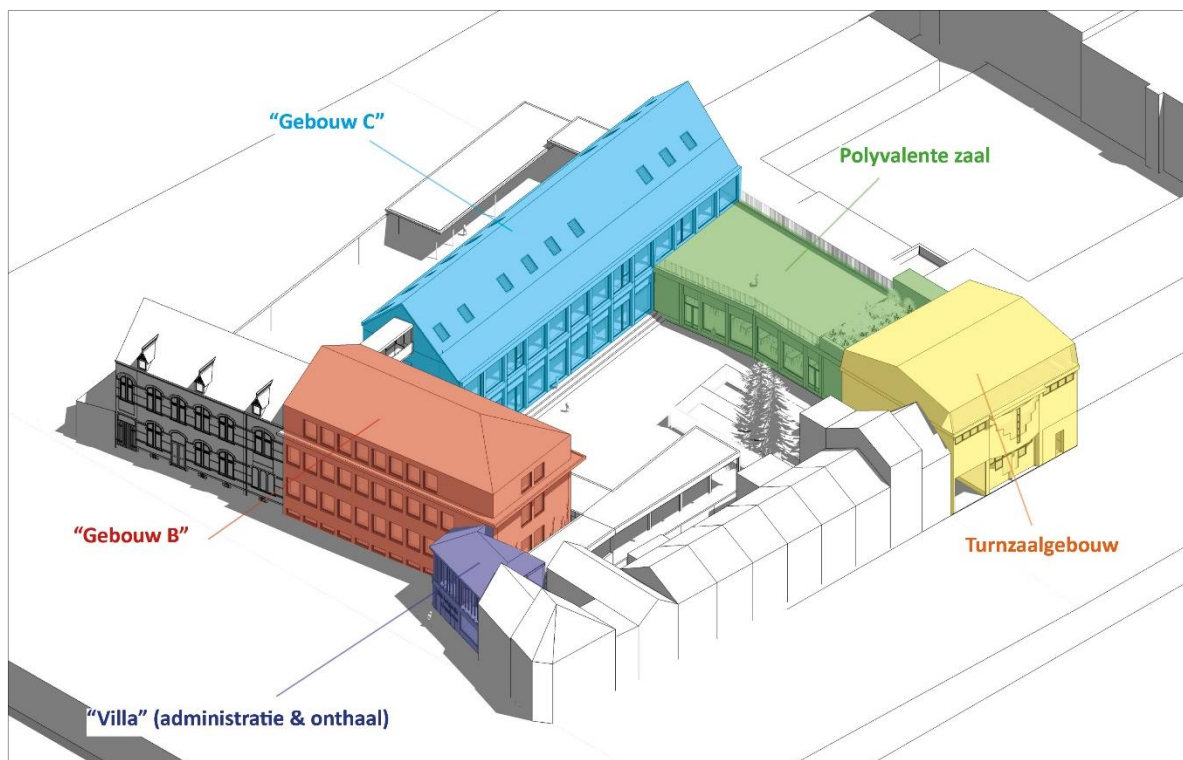 “Gebouw C”
Polyvalente zaal
“Gebouw B”
Turnzaalgebouw
“Villa” (administratie & onthaal)